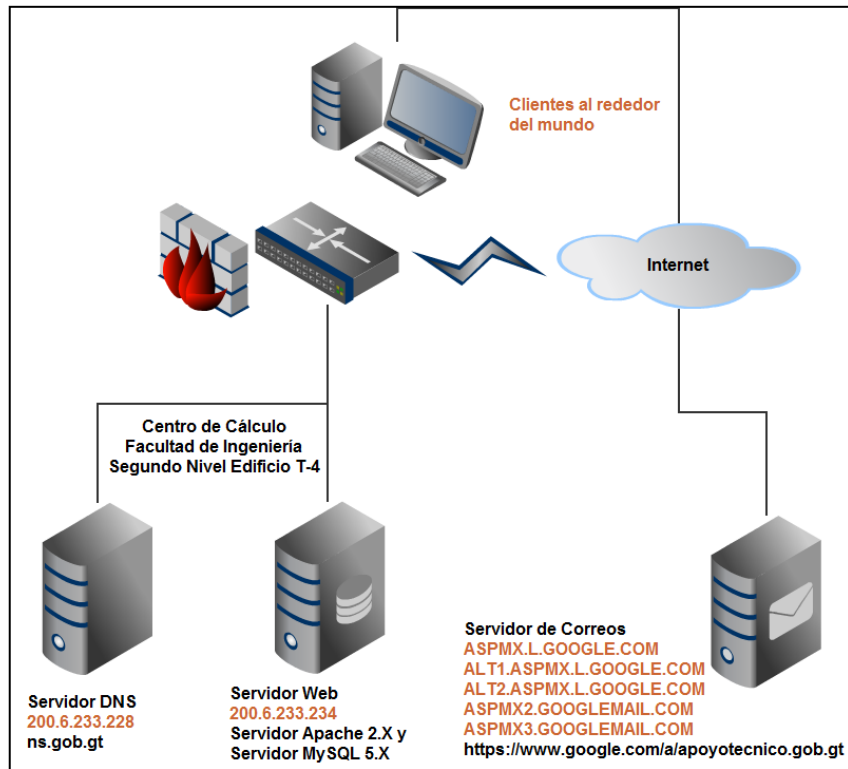 Clientes al rededor
del mundo
Internet
Centro de Cálculo
Facultad de Ingeniería
Segundo Nivel Edificio T-4
Servidor DNS
200.6.233.228
ns.gob.gt
Servidor Web
200.6.233.234
Servidor Apache 2.X y
Servidor MySQL 5.X
Servidor de Correos
ASPMX.L.GOOGLE.COM
ALT1.ASPMX.L.GOOGLE.COM
ALT2.ASPMX.L.GOOGLE.COM
ASPMX2.GOOGLEMAIL.COM
ASPMX3.GOOGLEMAIL.COM
https://www.google.com/a/apoyotecnico.gob.gt